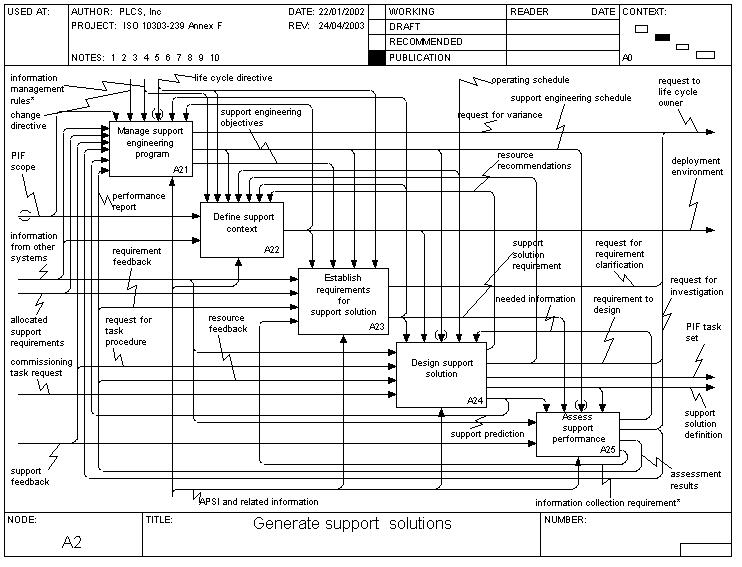 USED AT:
AUTHOR: PLCS, Inc
DATE: 22/01/2002
PROJECT: ISO 10303-239 Annex F
REV: 24/04/2003
NOTES: 1 2 3 4 5 6 7 8 9 10
WORKING
DRAFT
RECOMMENDED
PUBLICATION
READER
DATE
CONTEXT:
A0
information
management
rules*
change
directive
life cycle directive
support engineering
objectives
operating schedule
support engineering schedule
request for variance
request to
life cycle
owner
Manage support
engineering
program
A21
PIF
scope
performance
report
resource
recommendations
deployment
environment
Define support
context
A22
information
from other
systems
requirement
feedback
support
solution
requirement
request for
requirement
clarification
Establish
requirements
for
support solution
A23
request for
investigation
needed information
requirement to
design
allocated
support
requirements
request for
task
procedure
resource
feedback
PIF task
set
commissioning
task request
Design support
solution
A24
support
solution
definition
support prediction
Assess
support
performance
A25
support
feedback
assessment
results
APSI and related information
information collection requirement*
NODE:
A2
TITLE:
Generate support solutions
NUMBER: